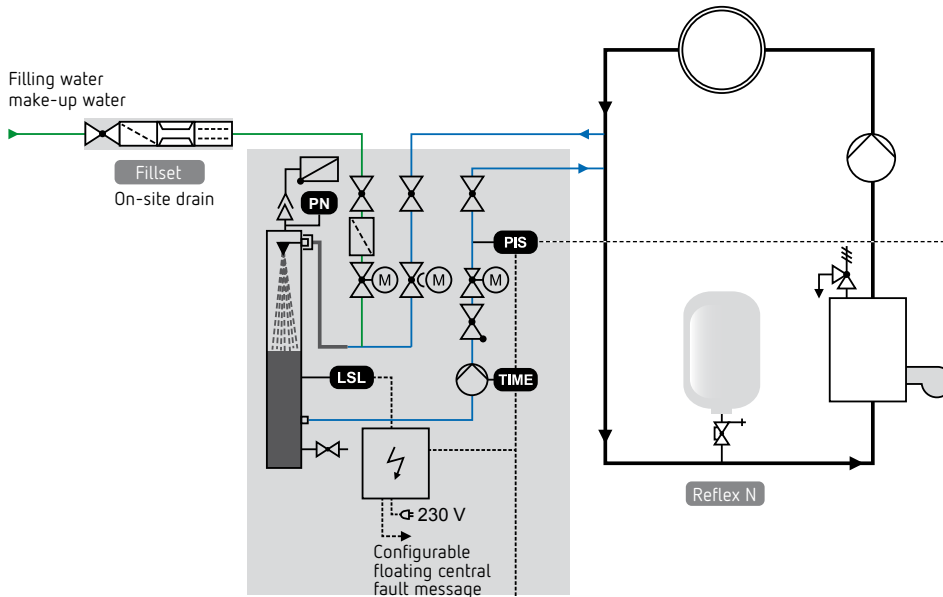 Filling water
make-up water
Fillset
On-site drain
PN
PIS
M
M
M
LSL
TIME
230 V
Configurable
floating central
fault message
Reflex N